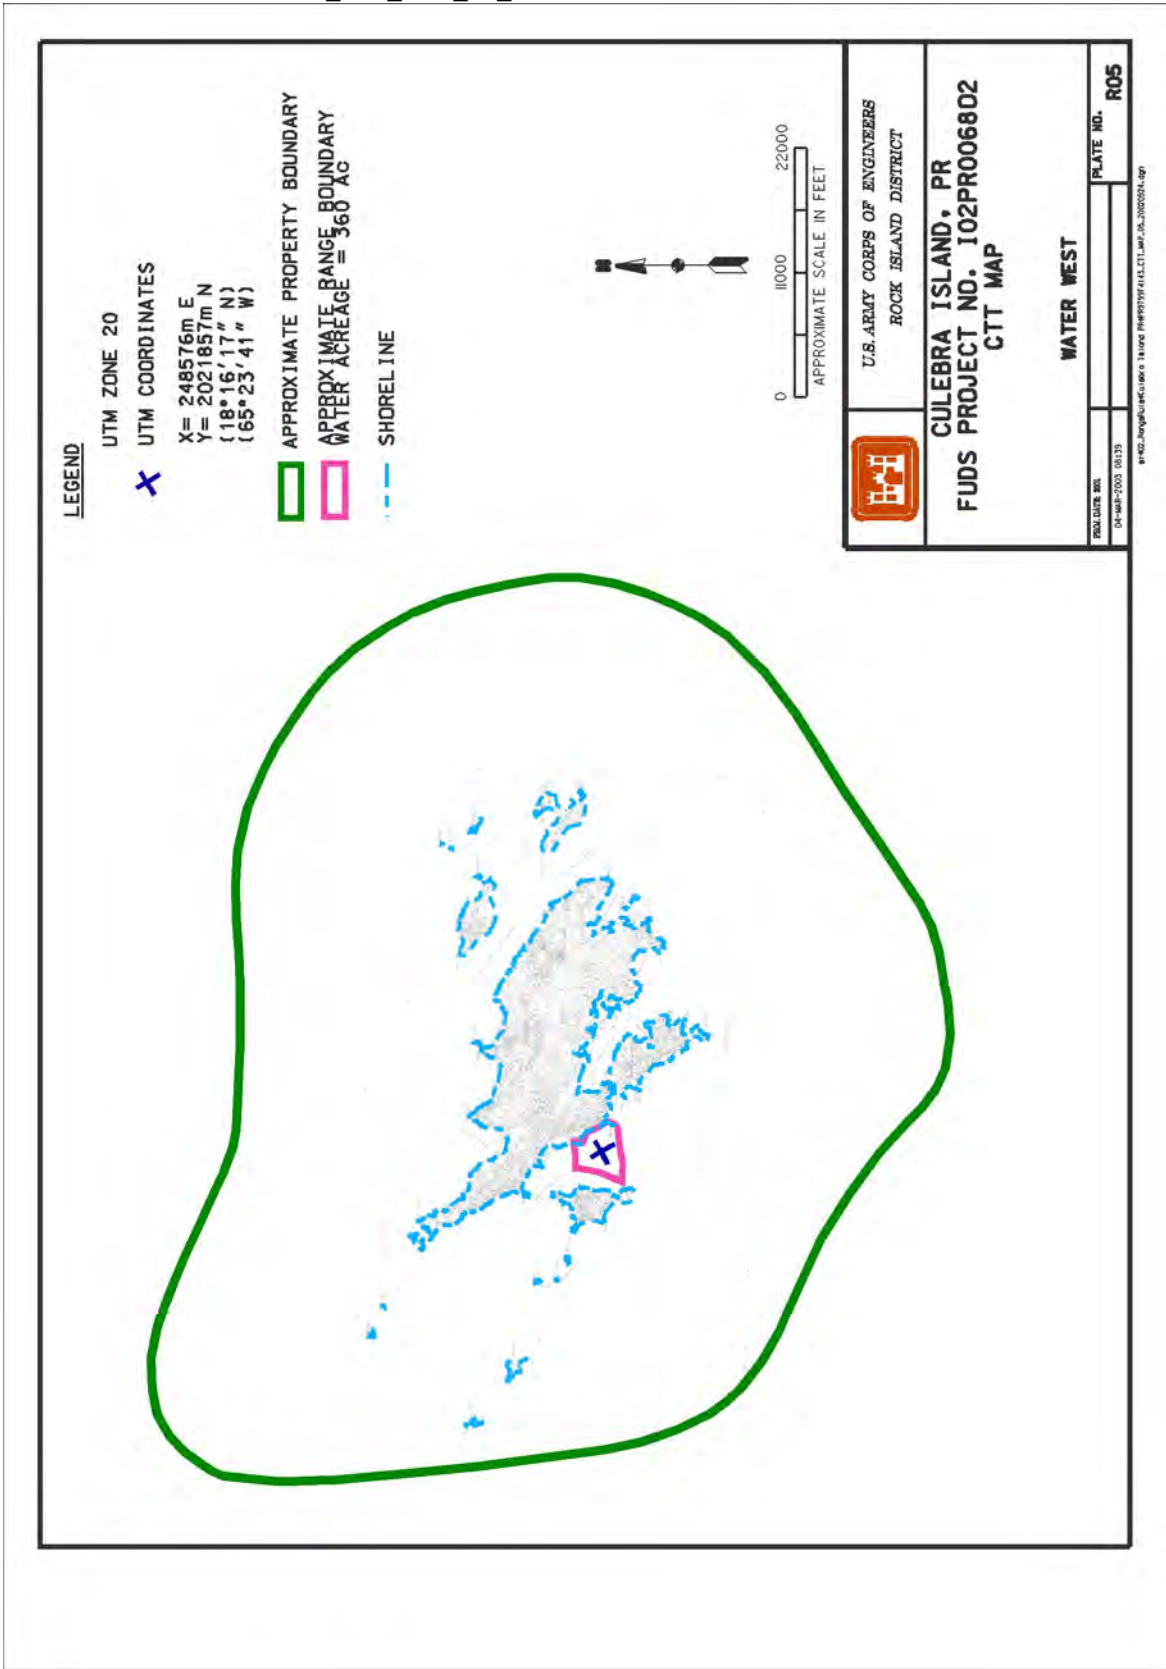 LEGEND
UTM ZONE 20
UTM COORDINATES
X= 248576m E
Y= 2021857m N
(18°16'17" N)
(65°23'41" W)
APPROXIMATE PROPERTY BOUNDARY
APPROXIMATE RANGE BOUNDARY
WATER ACREAGE = 360 AC
SHORELINE
N
0 11000 22000
APPROXIMATE SCALE IN FEET
U.S. ARMY CORPS OF ENGINEERS
ROCK ISLAND DISTRICT
CULEBRA ISLAND, PR
FUDS PROJECT NO. I02PR006802
CTT MAP
WATER WEST
PLATE NO.
R05
04-MAR-2003 08:39